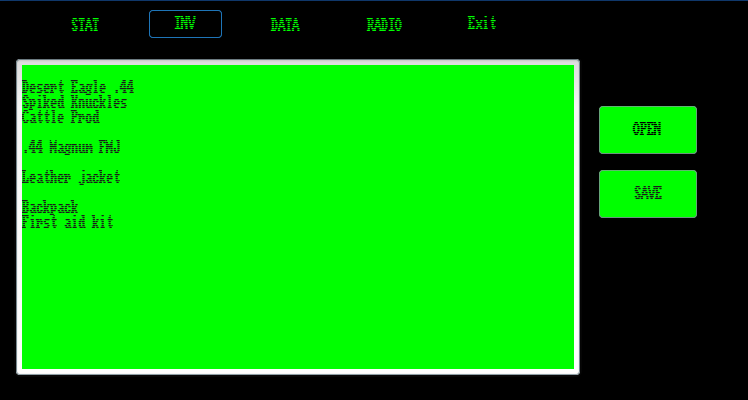 STAT INV DATA RADIO Exit
Desert Eagle .44
Spiked Knuckles
Cattle Prod
.44 Magnum FMJ
Leather jacket
Backpack
First aid kit
OPEN
SAVE